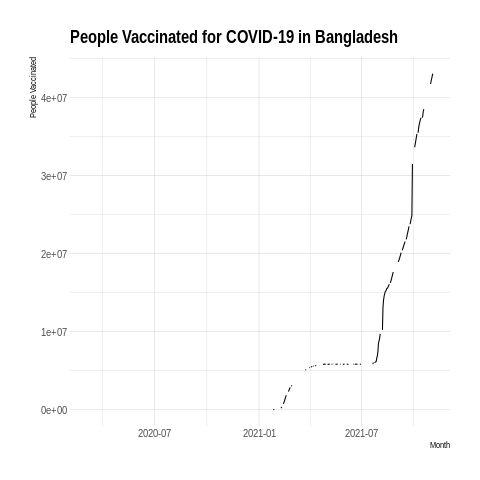 People Vaccinated for COVID-19 in Bangladesh
People Vaccinated
4e+07
3e+07
2e+07
1e+07
0e+00
2020-07
2021-01
2021-07
Month